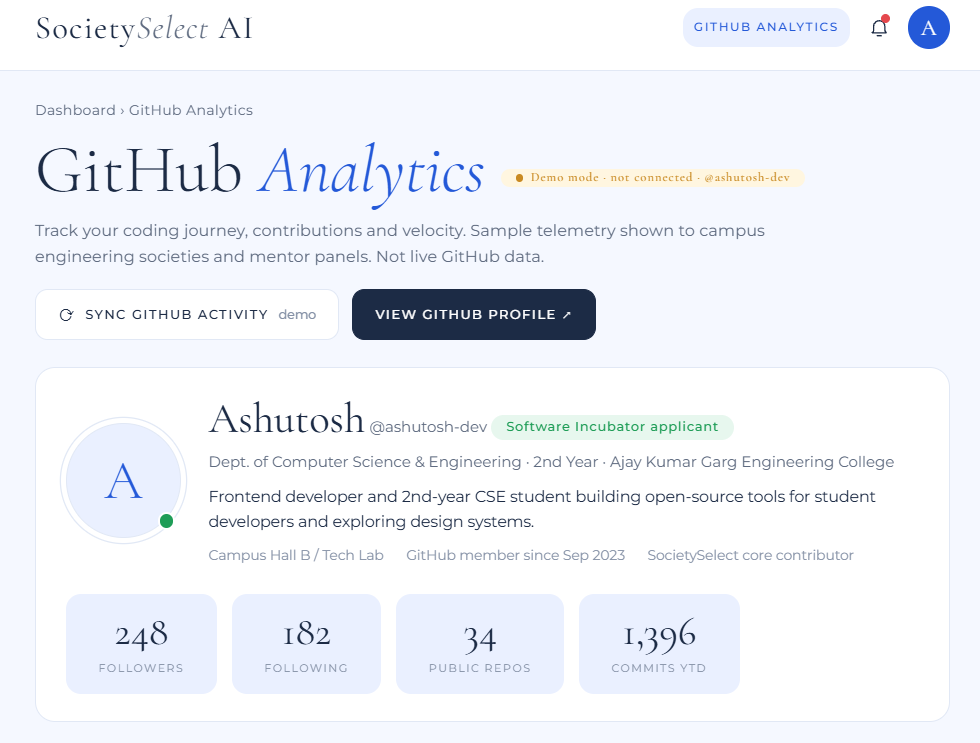 SocietySelect AI
GITHUB ANALYTICS
A
Dashboard › GitHub Analytics
GitHub Analytics
Demo mode · not connected · @ashutosh-dev
Track your coding journey, contributions and velocity. Sample telemetry shown to campus
engineering societies and mentor panels. Not live GitHub data.
SYNC GITHUB ACTIVITY demo
VIEW GITHUB PROFILE ↗
A
Ashutosh @ashutosh-dev Software Incubator applicant
Dept. of Computer Science & Engineering · 2nd Year · Ajay Kumar Garg Engineering College
Frontend developer and 2nd-year CSE student building open-source tools for student
developers and exploring design systems.
Campus Hall B / Tech Lab GitHub member since Sep 2023 SocietySelect core contributor
248
FOLLOWERS
182
FOLLOWING
34
PUBLIC REPOS
1,396
COMMITS YTD